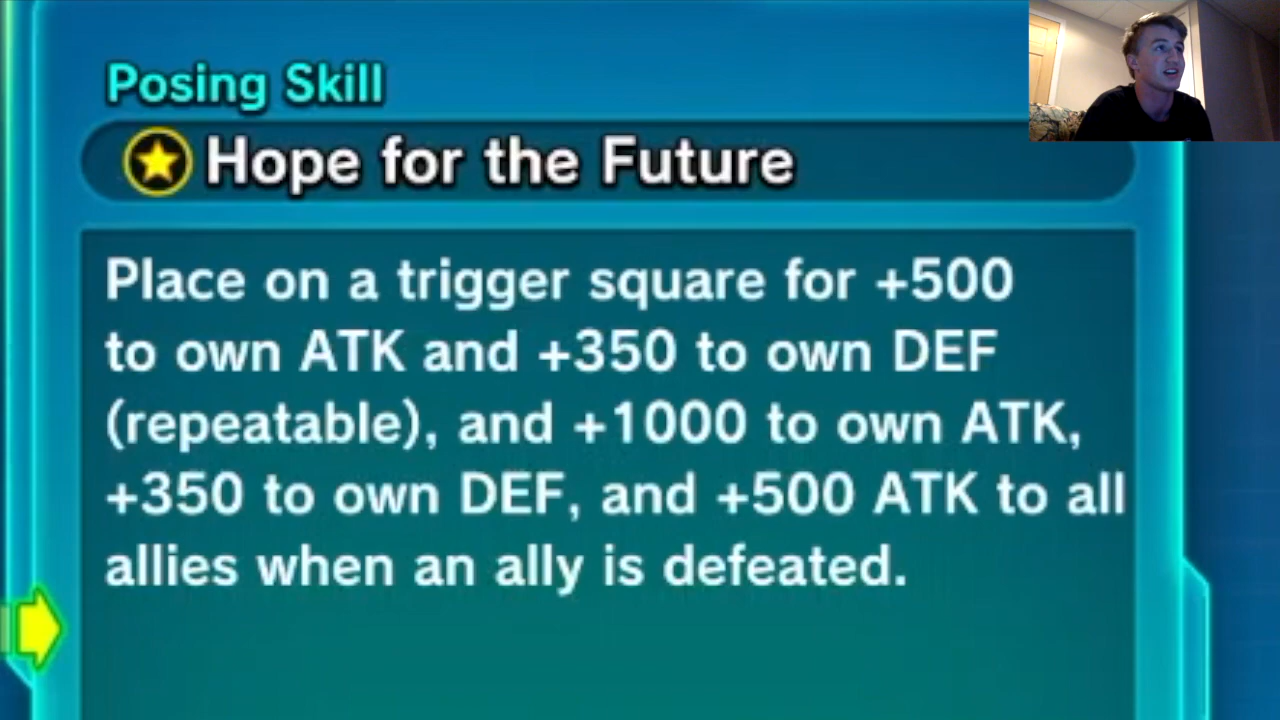 Posing Skill
Hope for the Future
Place on a trigger square for +500
to own ATK and +350 to own DEF
(repeatable), and +1000 to own ATK,
+350 to own DEF, and +500 ATK to all
allies when an ally is defeated.